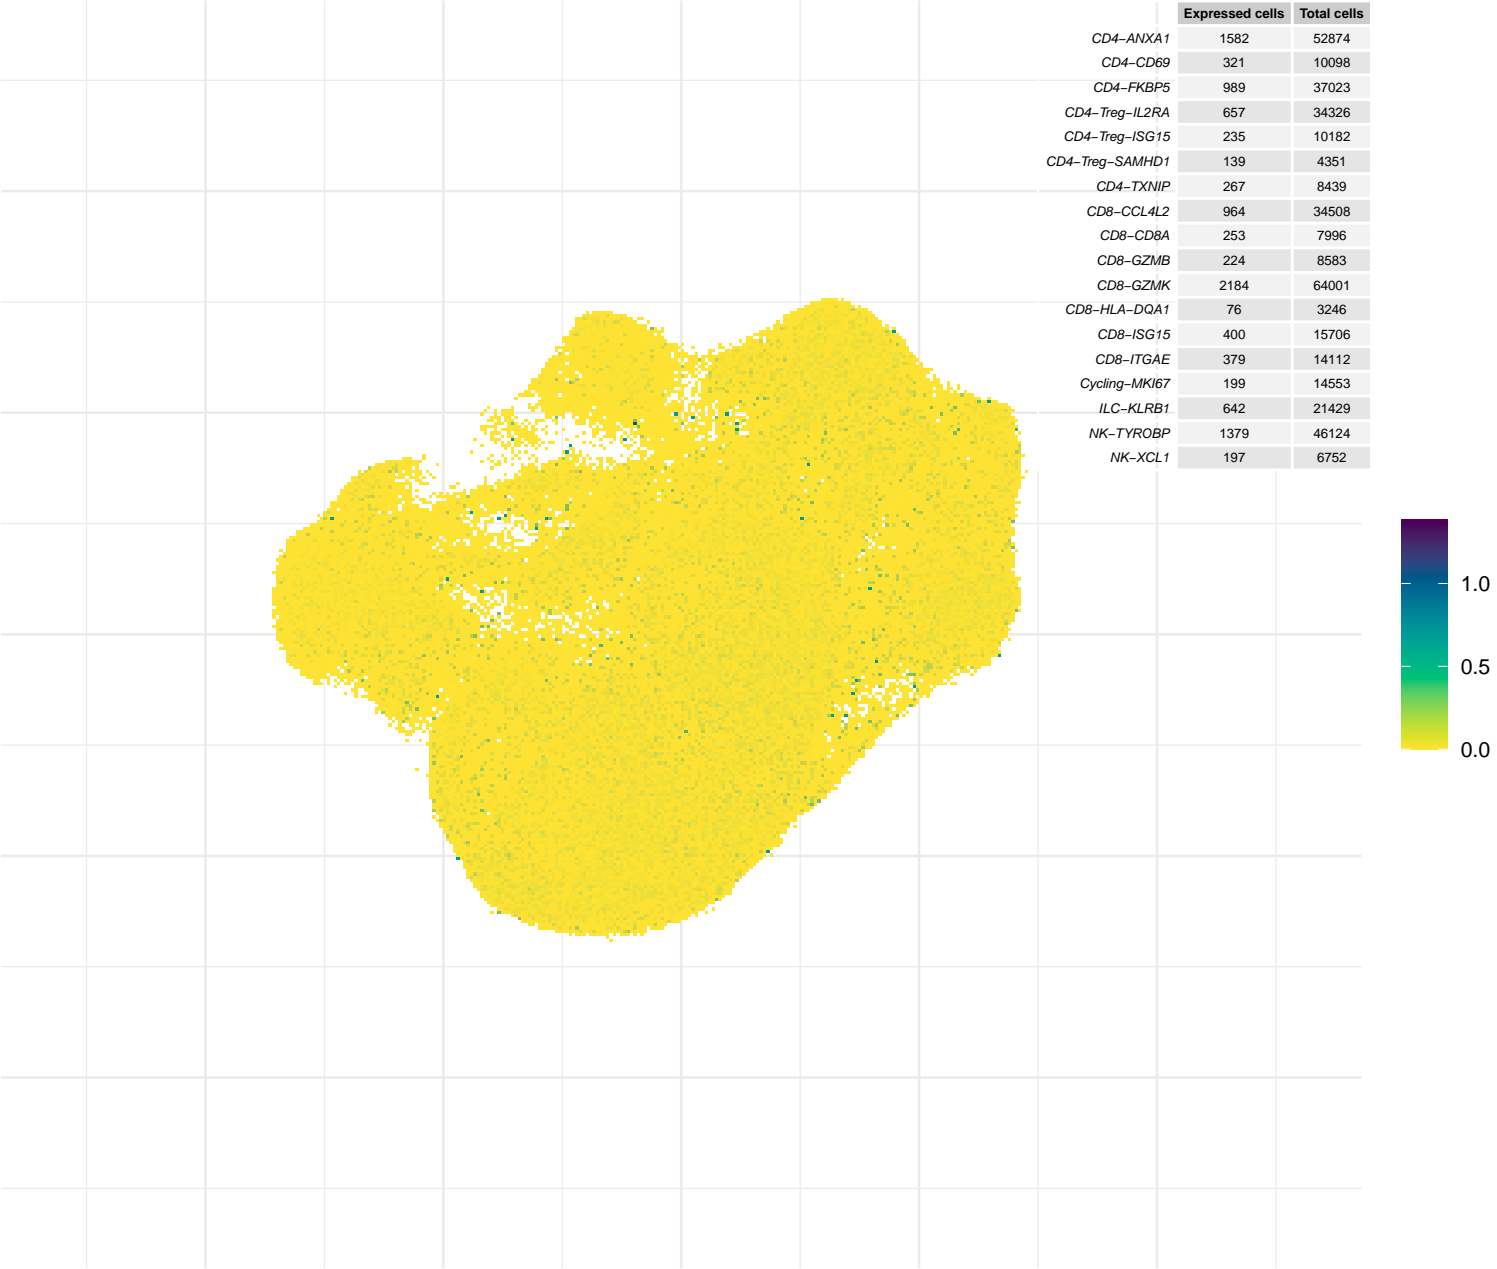 Expressed cells Total cells
CD4−ANXA1 1582 52874
CD4−CD69 321 10098
CD4−FKBP5 989 37023
CD4−Treg−IL2RA 657 34326
CD4−Treg−ISG15 235 10182
CD4−Treg−SAMHD1 139 4351
CD4−TXNIP 267 8439
CD8−CCL4L2 964 34508
CD8−CD8A 253 7996
CD8−GZMB 224 8583
CD8−GZMK 2184 64001
CD8−HLA−DQA1 76 3246
CD8−ISG15 400 15706
CD8−ITGAE 379 14112
Cycling−MKI67 199 14553
ILC−KLRB1 642 21429
NK−TYROBP 1379 46124
NK−XCL1 197 6752
1.0
0.5
0.0